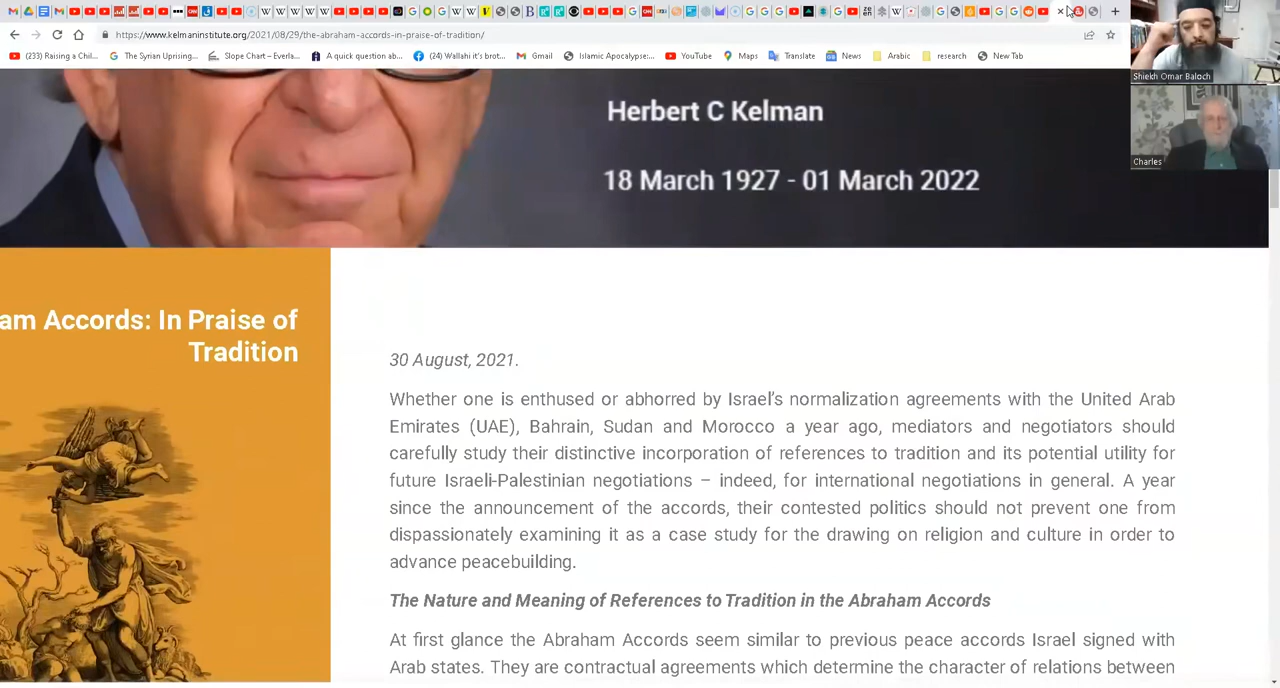 https://www.kelmaninstitute.org/2021/08/29/the-abraham-accords-in-praise-of-tradition/
(233) Raising a Chil... The Syrian Uprising... Slope Chart – Everla... A quick question ab... (24) Wallahi it's brot... Gmail Islamic Apocalypse:... YouTube Maps Translate News Arabic research New Tab
Shiekh Omar Baloch
Charles
Herbert C Kelman
18 March 1927 - 01 March 2022
am Accords: In Praise of
Tradition
30 August, 2021.
Whether one is enthused or abhorred by Israel's normalization agreements with the United Arab
Emirates (UAE), Bahrain, Sudan and Morocco a year ago, mediators and negotiators should
carefully study their distinctive incorporation of references to tradition and its potential utility for
future Israeli-Palestinian negotiations – indeed, for international negotiations in general. A year
since the announcement of the accords, their contested politics should not prevent one from
dispassionately examining it as a case study for the drawing on religion and culture in order to
advance peacebuilding.
The Nature and Meaning of References to Tradition in the Abraham Accords
At first glance the Abraham Accords seem similar to previous peace accords Israel signed with
Arab states. They are contractual agreements which determine the character of relations between